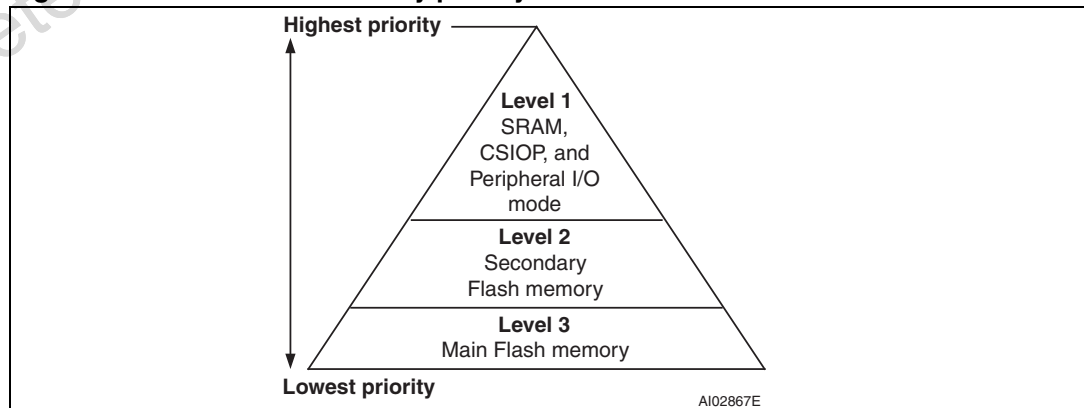 Highest priority
Level 1
SRAM,
CSIOP, and
Peripheral I/O
mode
Level 2
Secondary
Flash memory
Level 3
Main Flash memory
Lowest priority
AI02867E